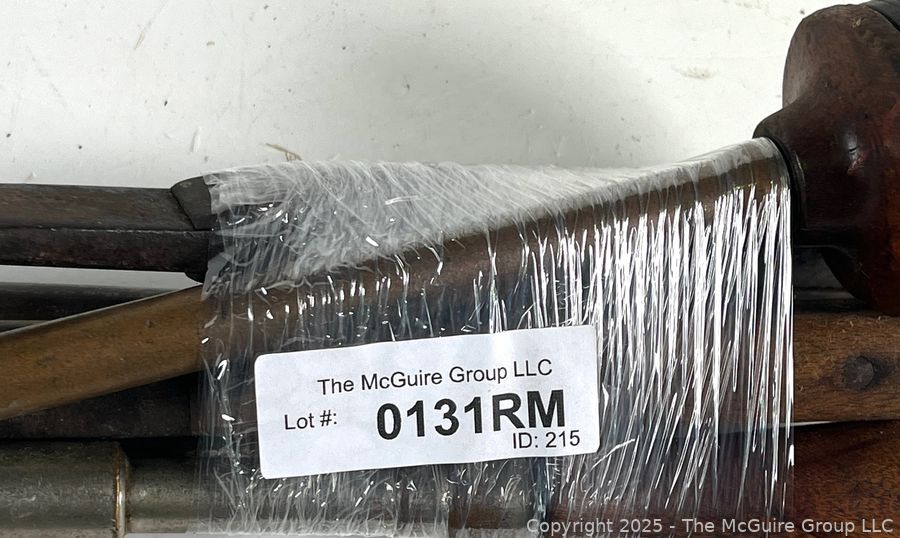 The McGuire Group LLC
Lot #: 0131RM
ID: 215
Copyright 2025 - The McGuire Group LLC